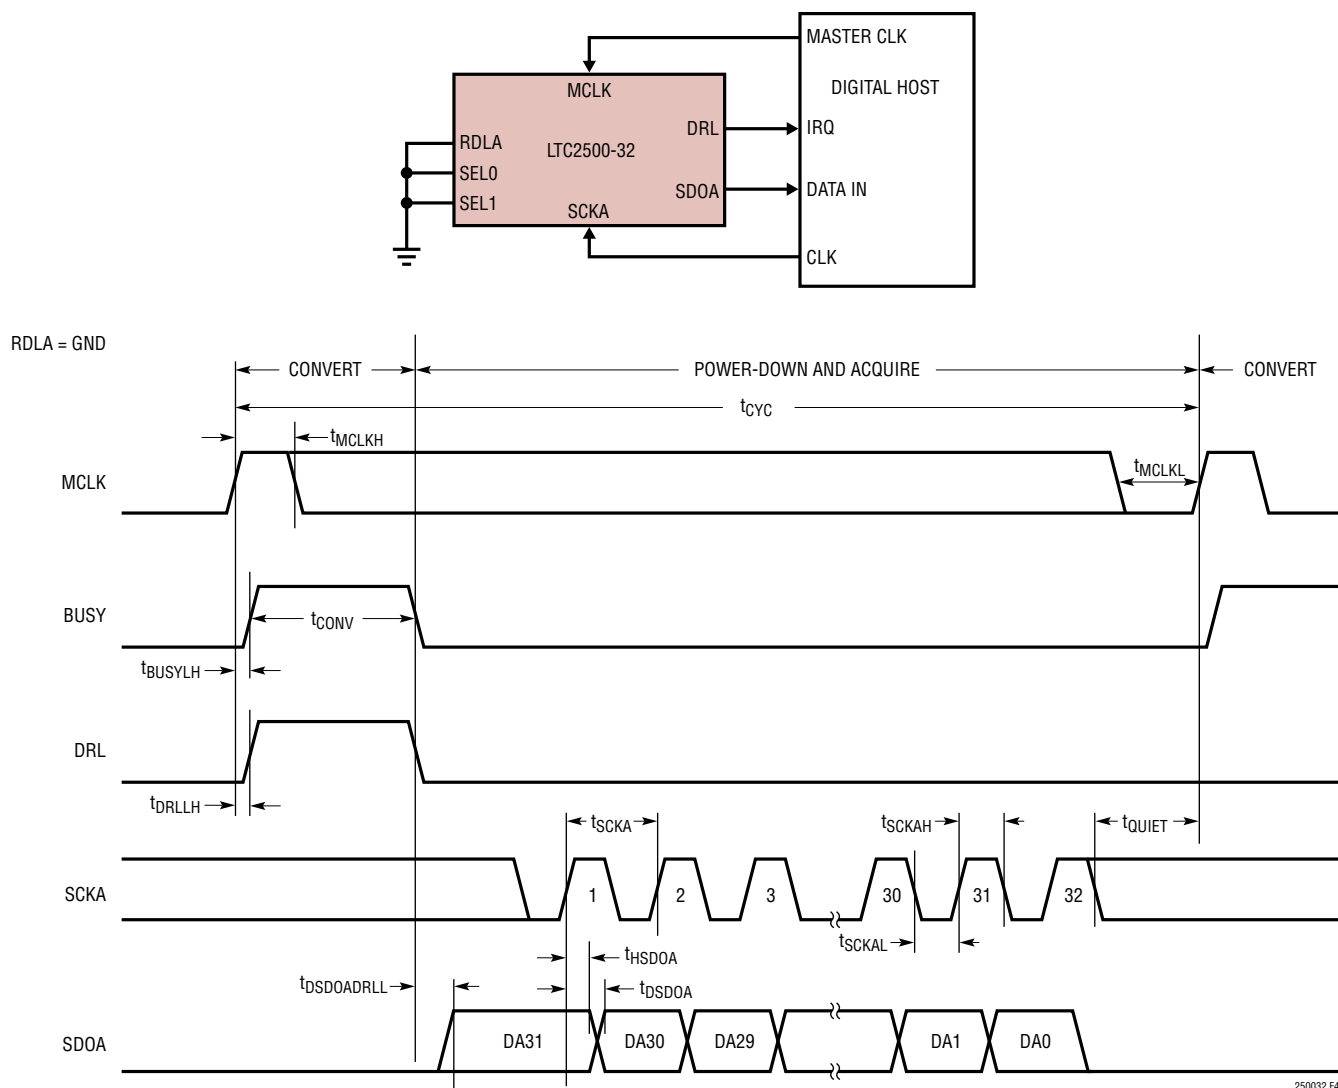 MASTER CLK
MCLK
DIGITAL HOST
DRL
IRQ
RDLA
LTC2500-32
SEL0
SDOA
DATA IN
SEL1
SCKA
CLK
RDLA = GND
CONVERT
POWER-DOWN AND ACQUIRE
CONVERT
tCYC
tMCLKH
tMCLKL
MCLK
BUSY
tCONV
tBUSYLH
DRL
tDRLLH
tSCKA
tSCKAH
tQUIET
SCKA
1
2
3
30
31
32
tSCKAL
tHSDOA
tDSDOADRLL
tDSDOA
SDOA
DA31
DA30
DA29
DA1
DA0